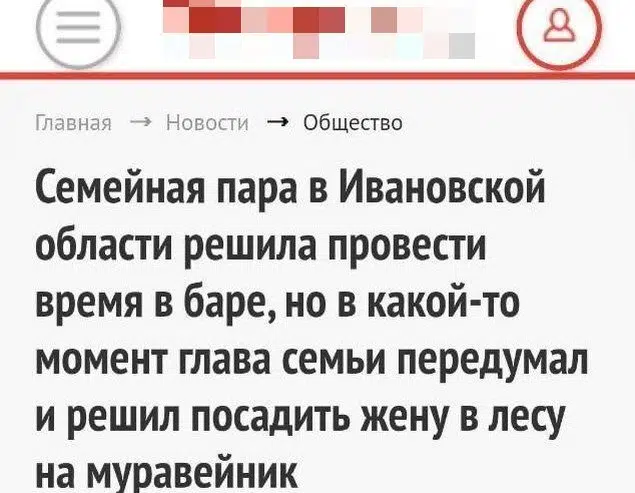 Главная → Новости → Общество
Семейная пара в Ивановской
области решила провести
время в баре, но в какой-то
момент глава семьи передумал
и решил посадить жену в лесу
на муравейник